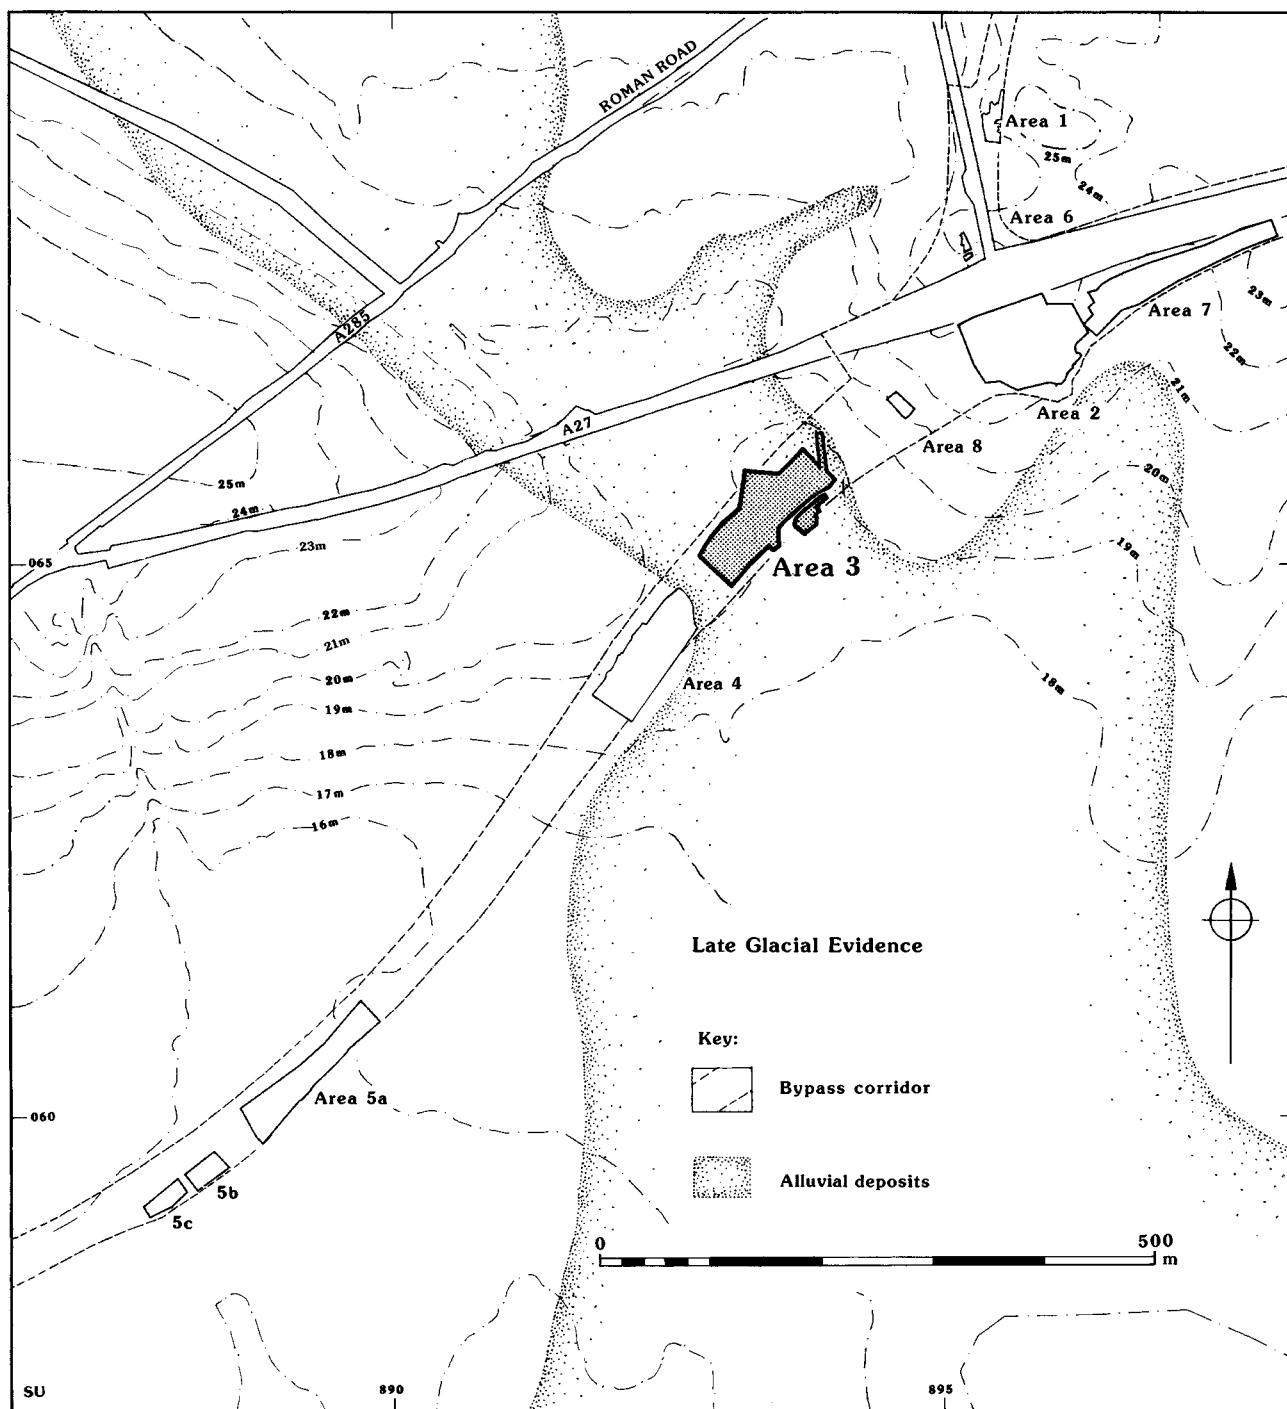 ROMAN ROAD
Area 1
25m
24m
Area 6
23m
Area 7
22m
A285
21m
Area 2
A27
Area 8
20m
25m
24m
23m
19m
065
Area 3
22m
21m
20m
Area 4
18m
19m
18m
17m
16m
Late Glacial Evidence
Key:
Bypass corridor
Area 5a
060
Alluvial deposits
5b
5c
0
500
m
SU
890
895